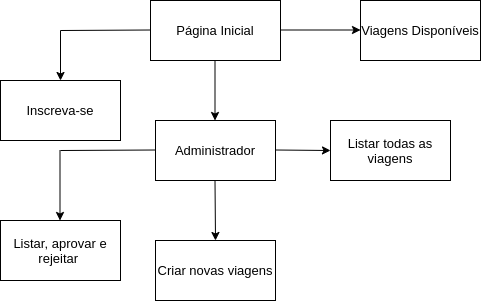 Página Inicial
Viagens Disponíveis
Inscreva-se
Administrador
Listar todas as
viagens
Listar, aprovar e
rejeitar
Criar novas viagens